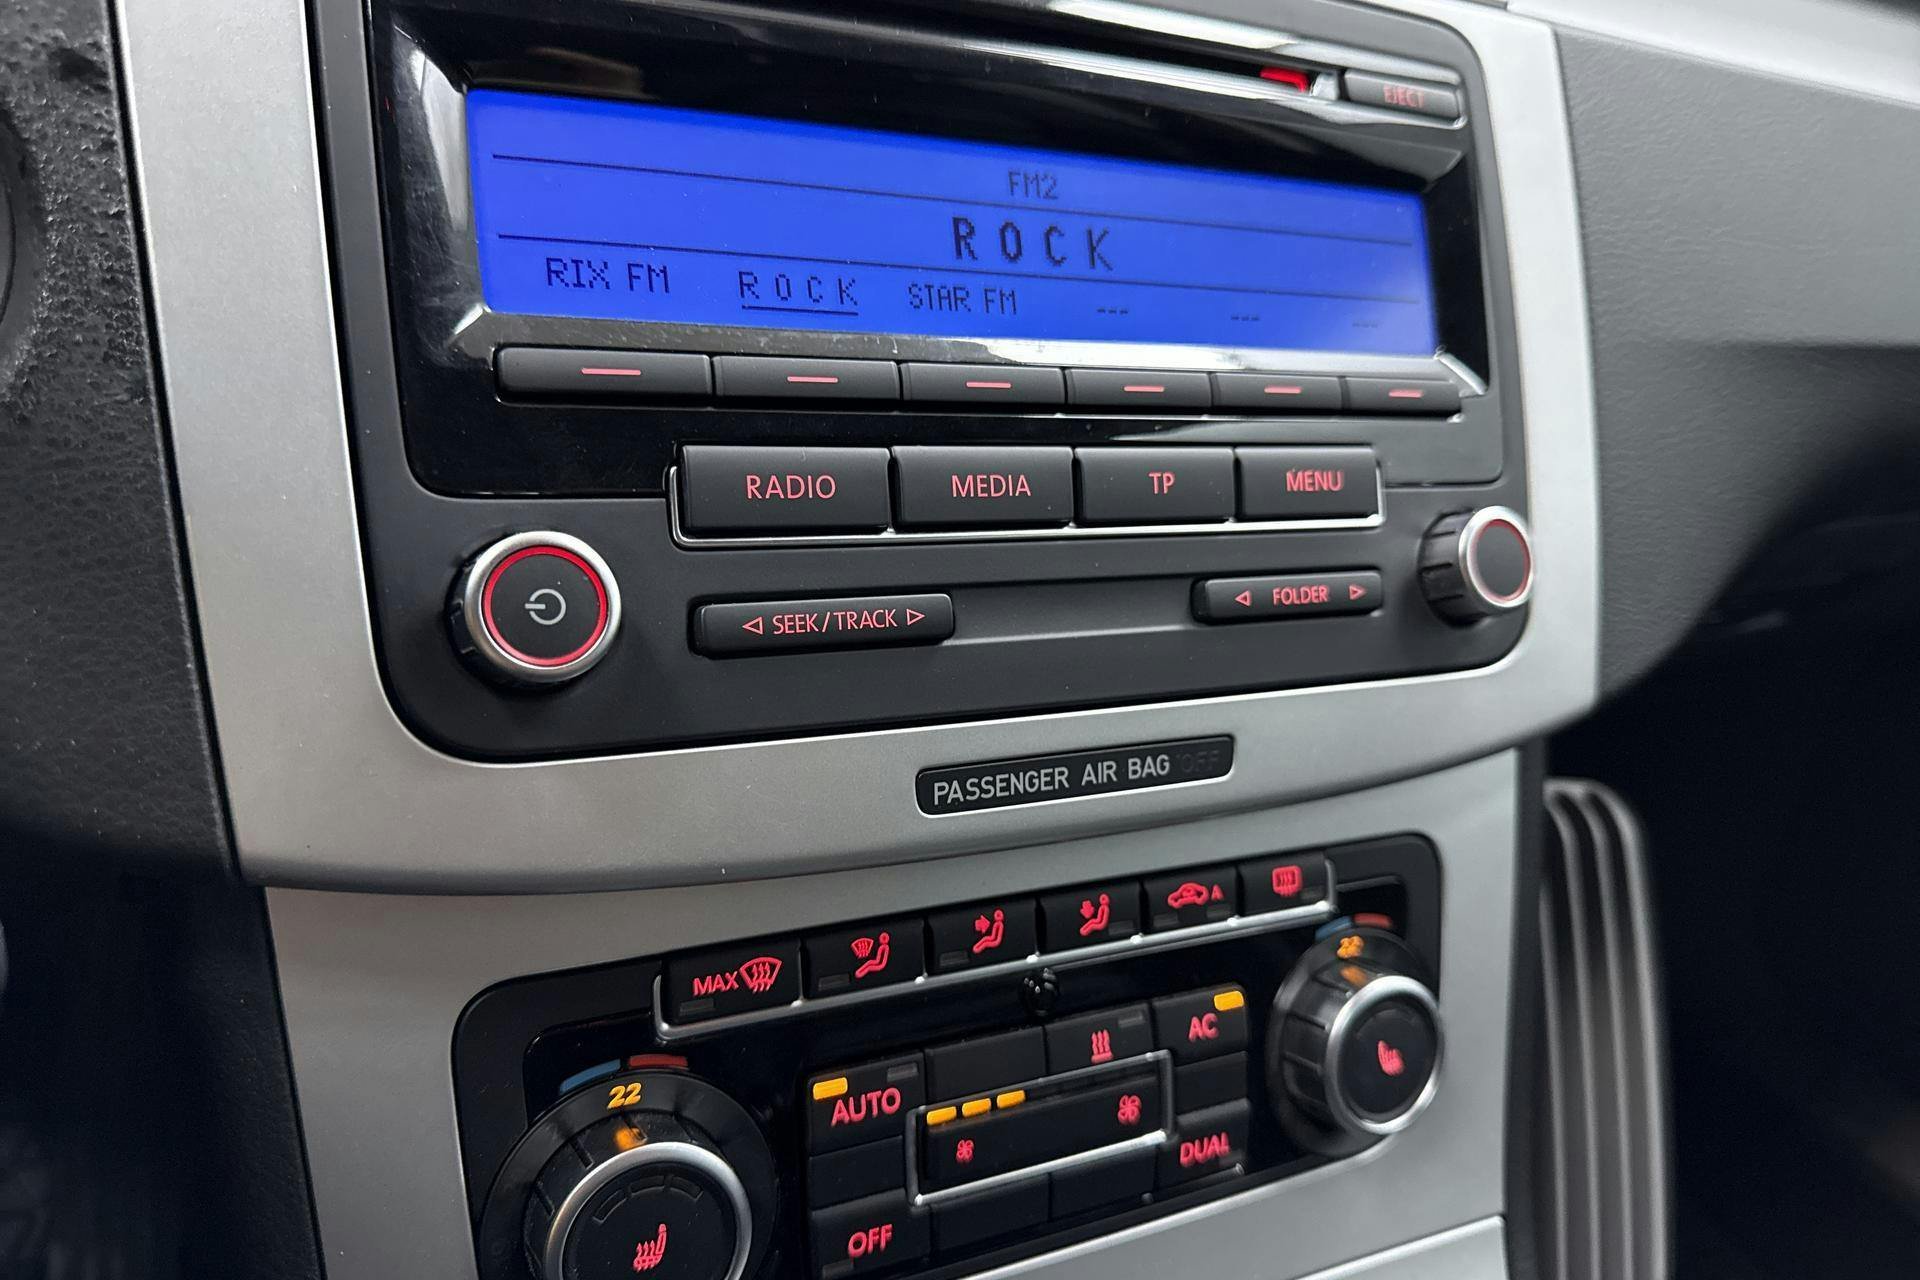 EJECT
FM2
ROCK
RIX FM ROCK STAR FM --- --- ---
RADIO MEDIA TP MENU
SEEK/TRACK FOLDER
PASSENGER AIR BAG OFF
MAX A
22
AC
22
AUTO
DUAL
OFF